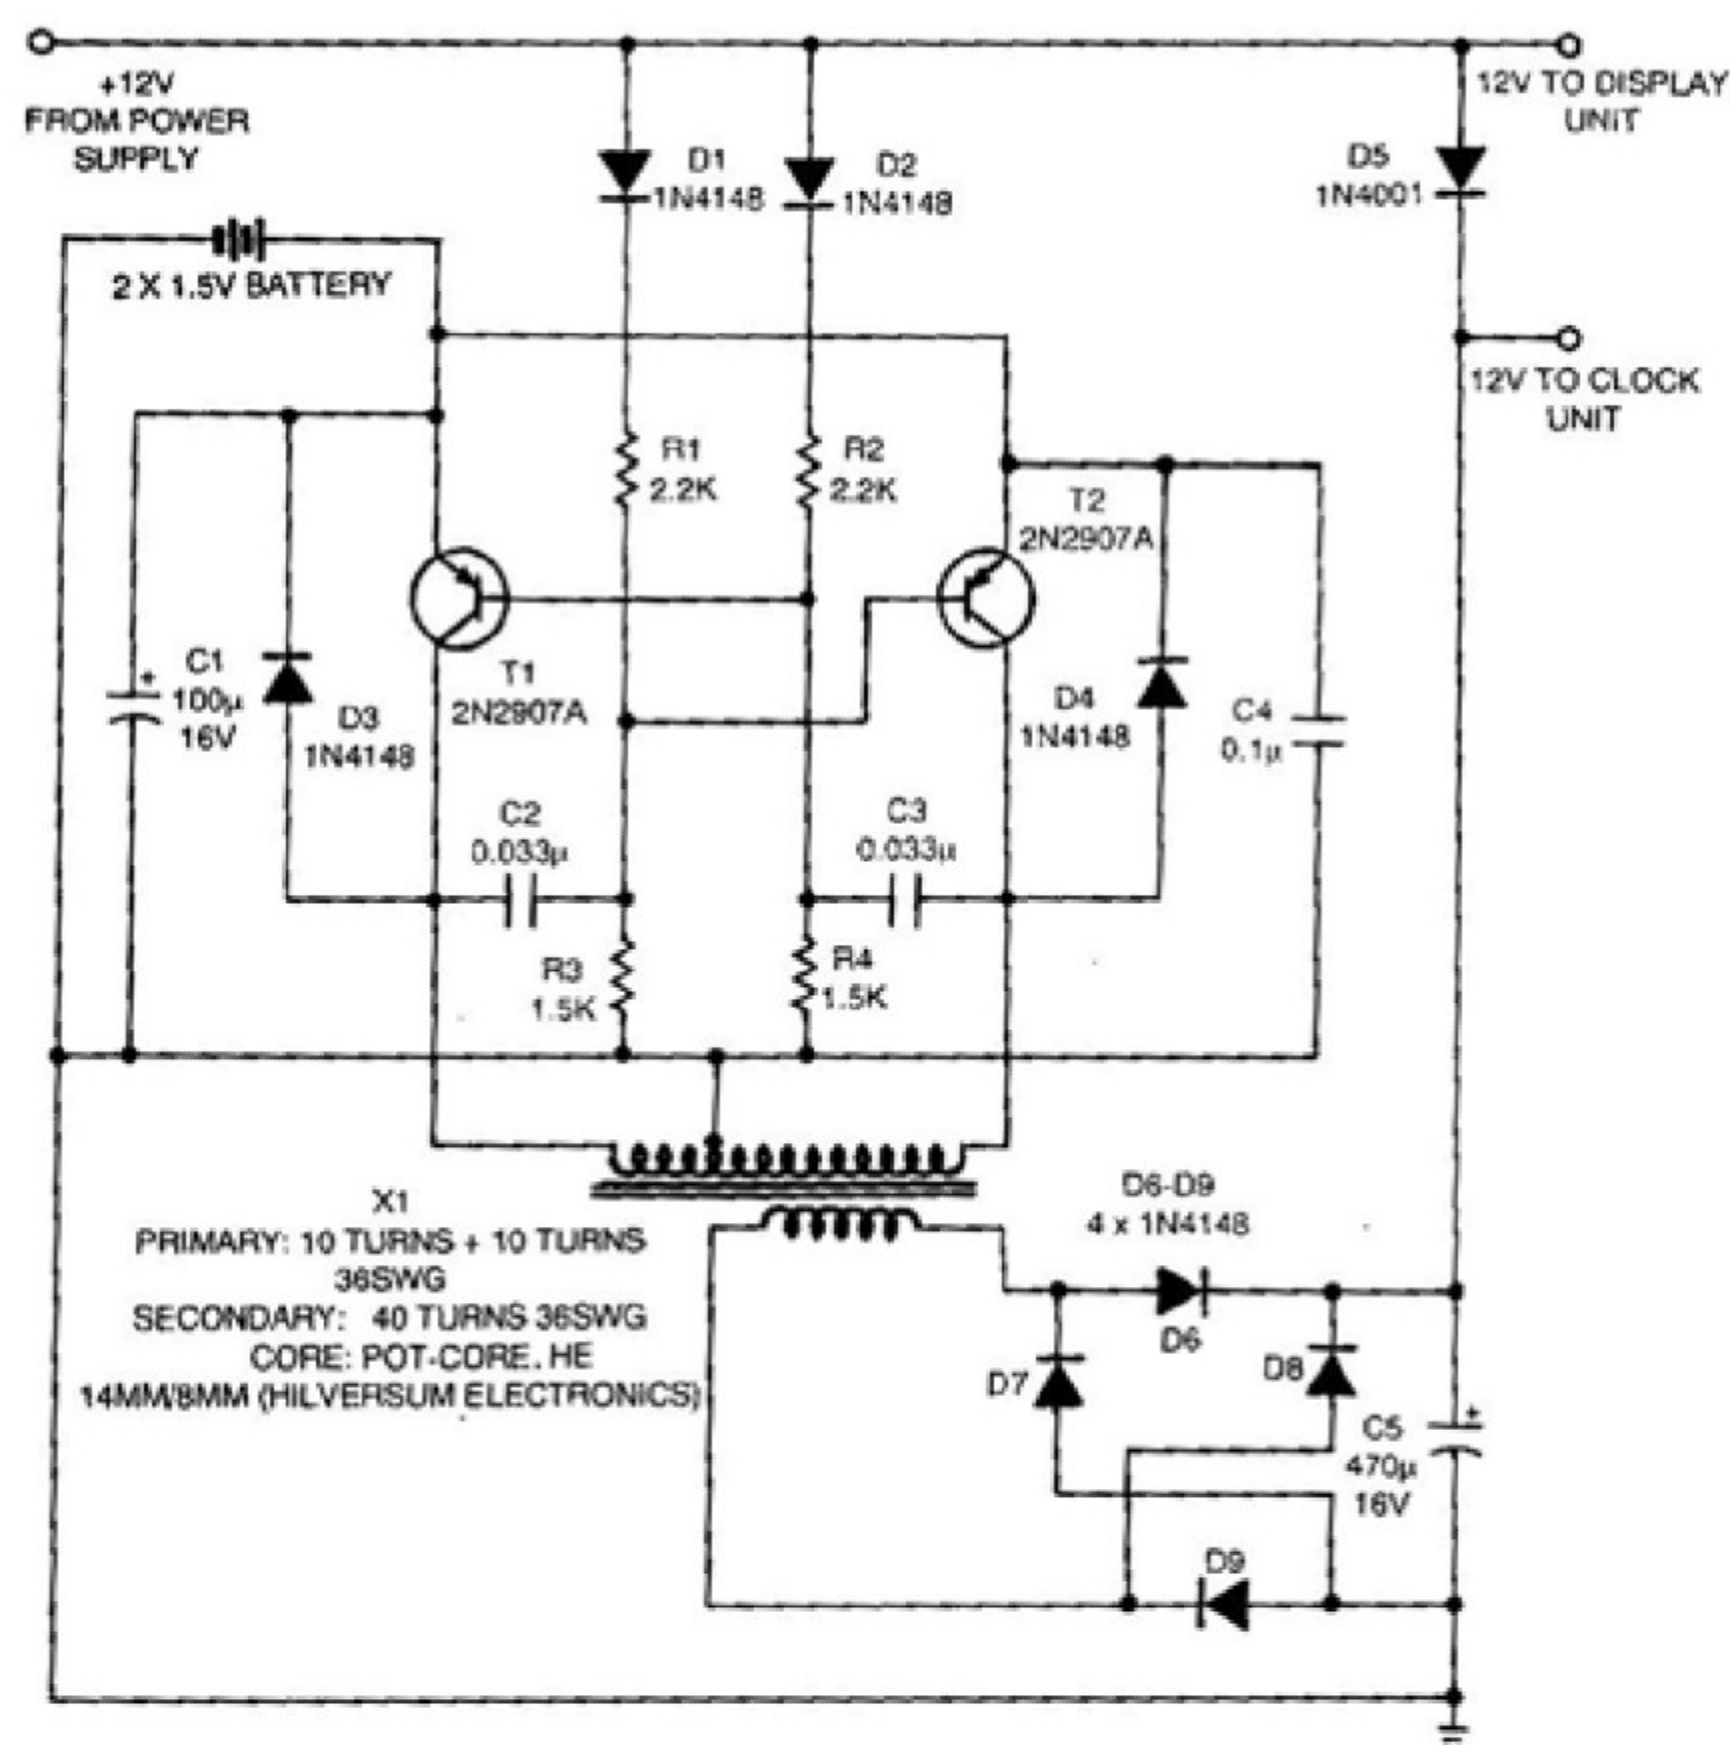 +12V
FROM POWER
SUPPLY
12V TO DISPLAY
UNIT
D1
1N4148
D2
1N4148
D5
1N4001
2 X 1.5V BATTERY
12V TO CLOCK
UNIT
R1
2.2K
R2
2.2K
T2
2N2907A
+
C1
100µ
16V
D3
1N4148
T1
2N2907A
D4
1N4148
C4
0.1µ
C2
0.033µ
C3
0.033µ
R3
1.5K
R4
1.5K
X1
PRIMARY: 10 TURNS + 10 TURNS
36SWG
SECONDARY: 40 TURNS 36SWG
CORE: POT-CORE. HE
14MM/8MM (HILVERSUM ELECTRONICS)
D6-D9
4 x 1N4148
D6
D7
D8
+
C5
470µ
16V
D9